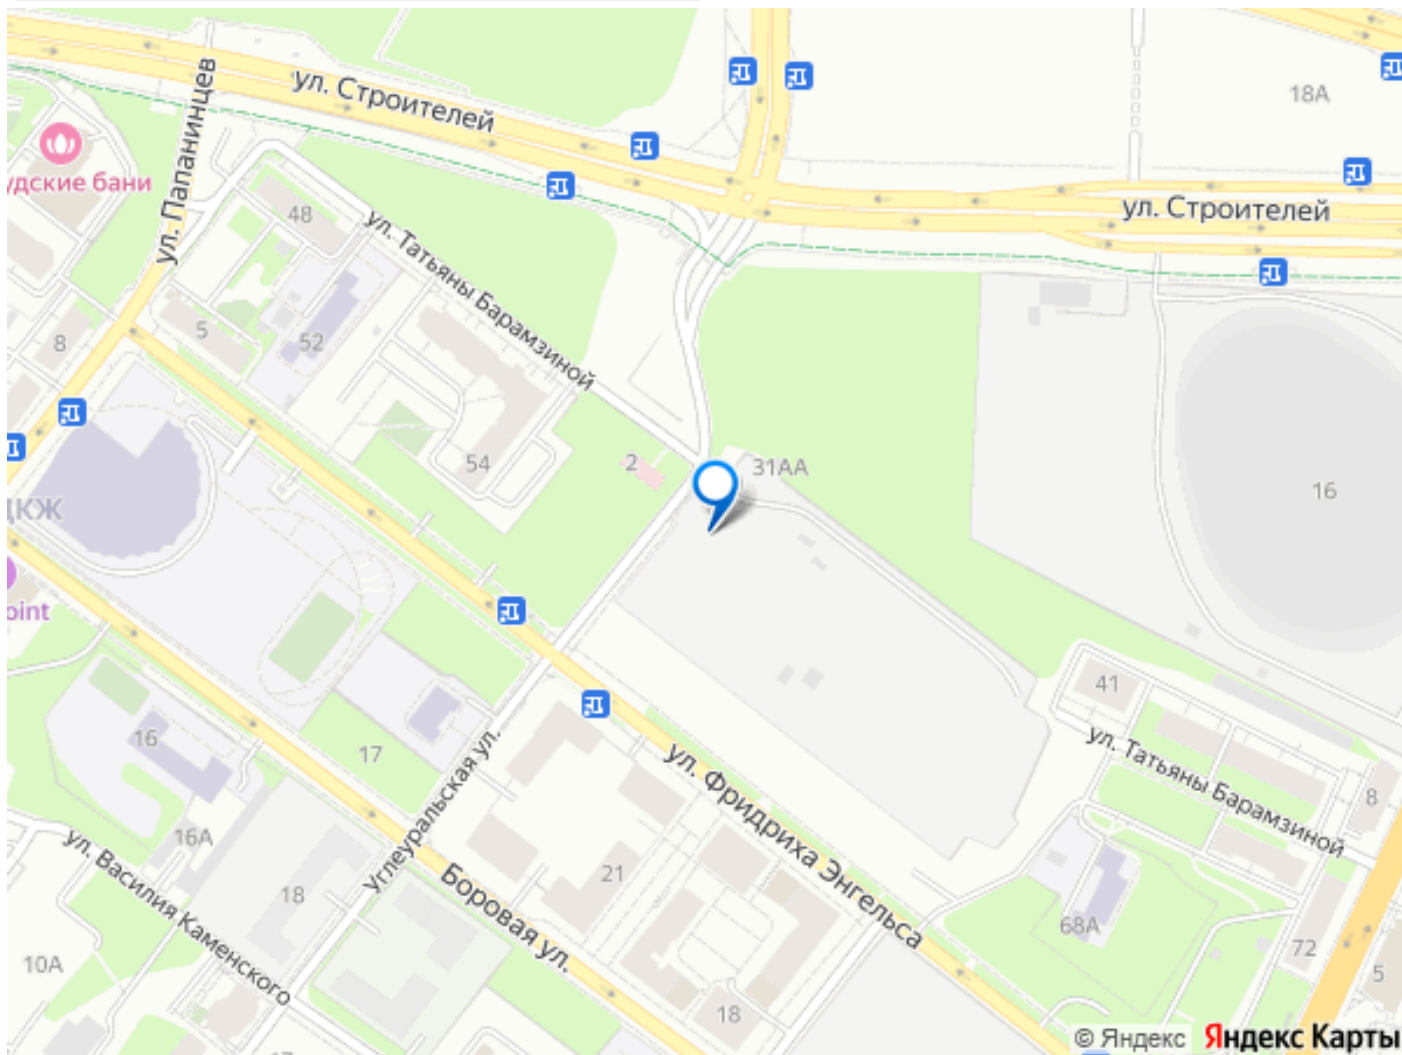 ул. Строителей
18А
ул. Папанинцев
удские бани
ул. Строителей
48
ул. Татьяны Барамзиной
5
52
8
54
2
31АА
16
ДКЖ
oint
41
ул. Татьяны Барамзиной
16
17
Углеуральская ул.
ул. Фридриха Энгельса
8
16А
ул. Василия Каменского
18
21
Боровая ул.
68А
72
10А
5
18
© Яндекс Яндекс Карты